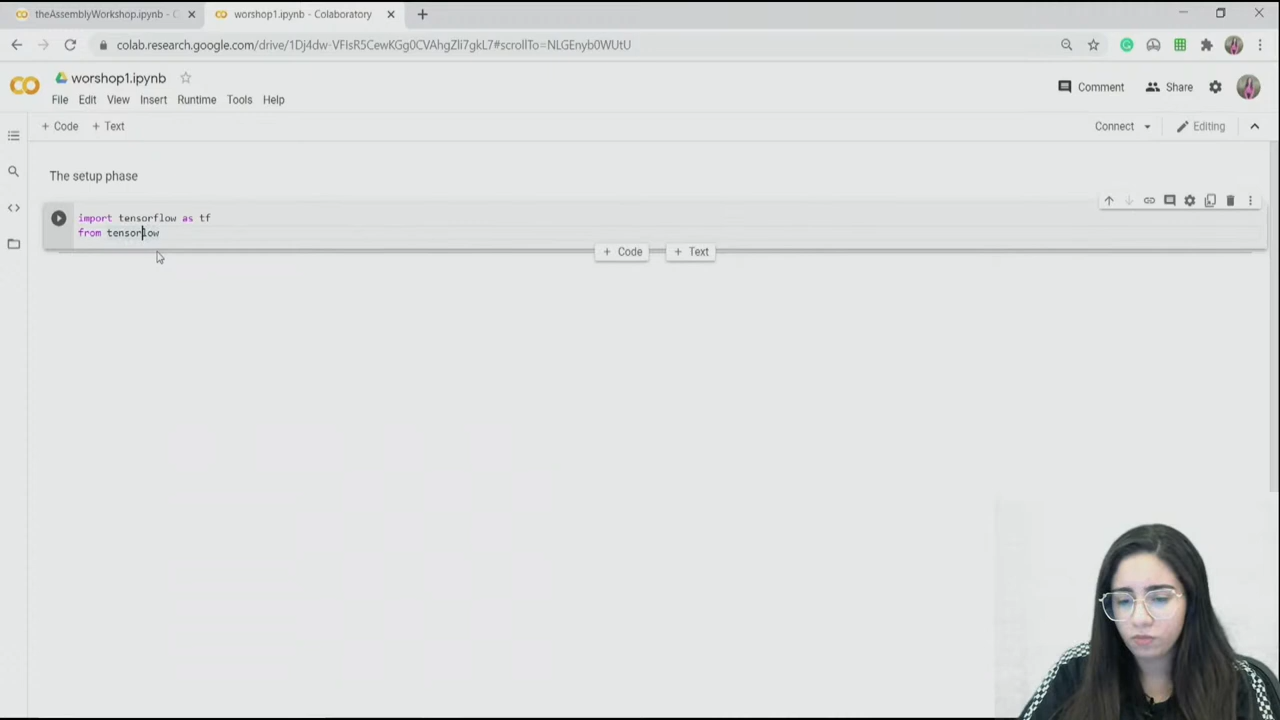 theAssemblyWorkshop.ipynb - C
worshop1.ipynb - Colaboratory
colab.research.google.com/drive/1Dj4dw-VFIsR5CewKGg0CVAhgZli7gkL7#scrollTo=NLGEnyb0WUtU
worshop1.ipynb
Comment
Share
File Edit View Insert Runtime Tools Help
+ Code + Text
Connect
Editing
The setup phase
import tensorflow as tf
from tensorlow
+ Code + Text